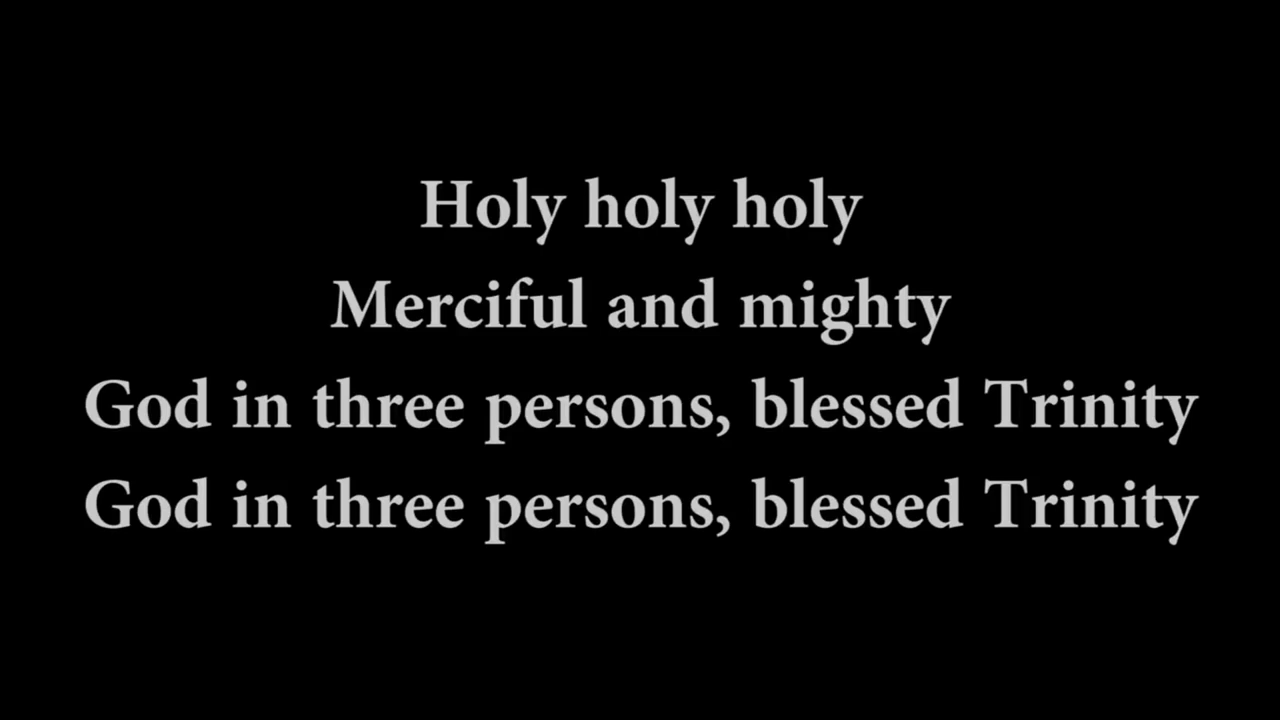 Holy holy holy
Merciful and mighty
God in three persons, blessed Trinity
God in three persons, blessed Trinity